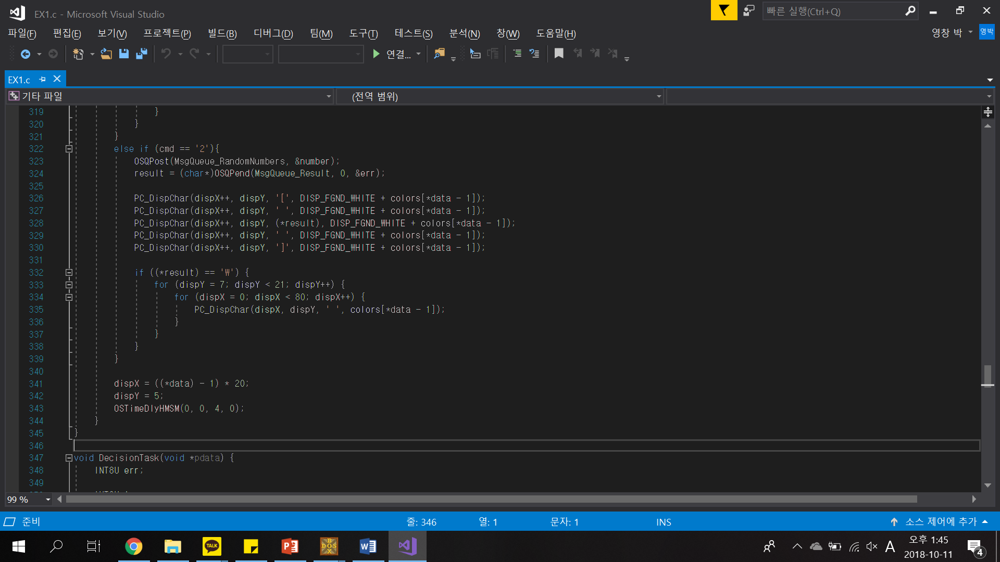 EX1.c - Microsoft Visual Studio
빠른 실행(Ctrl+Q)
파일(F) 편집(E) 보기(V) 프로젝트(P) 빌드(B) 디버그(D) 팀(M) 도구(T) 테스트(S) 분석(N) 창(W) 도움말(H)
영창 박 영박
연결...
EX1.c
기타 파일 (전역 범위)
319 }
320 }
321 }
322 else if (cmd == '2'){
323 OSQPost(MsgQueue_RandomNumbers, &number);
324 result = (char*)OSQPend(MsgQueue_Result, 0, &err);
325
326 PC_DispChar(dispX++, dispY, '[', DISP_FGND_WHITE + colors[*data - 1]);
327 PC_DispChar(dispX++, dispY, ' ', DISP_FGND_WHITE + colors[*data - 1]);
328 PC_DispChar(dispX++, dispY, (*result), DISP_FGND_WHITE + colors[*data - 1]);
329 PC_DispChar(dispX++, dispY, ' ', DISP_FGND_WHITE + colors[*data - 1]);
330 PC_DispChar(dispX++, dispY, ']', DISP_FGND_WHITE + colors[*data - 1]);
331
332 if ((*result) == 'W') {
333 for (dispY = 7; dispY < 21; dispY++) {
334 for (dispX = 0; dispX < 80; dispX++) {
335 PC_DispChar(dispX, dispY, ' ', colors[*data - 1]);
336 }
337 }
338 }
339 }
340
341 dispX = ((*data) - 1) * 20;
342 dispY = 5;
343 OSTimeDlyHMSM(0, 0, 4, 0);
344 }
345 }
346
347 void DecisionTask(void *pdata) {
348 INT8U err;
349
99 %
준비 줄: 346 열: 1 문자: 1 INS 소스 제어에 추가
TALK
BOX
DOS
A
오후 1:45
2018-10-11
4